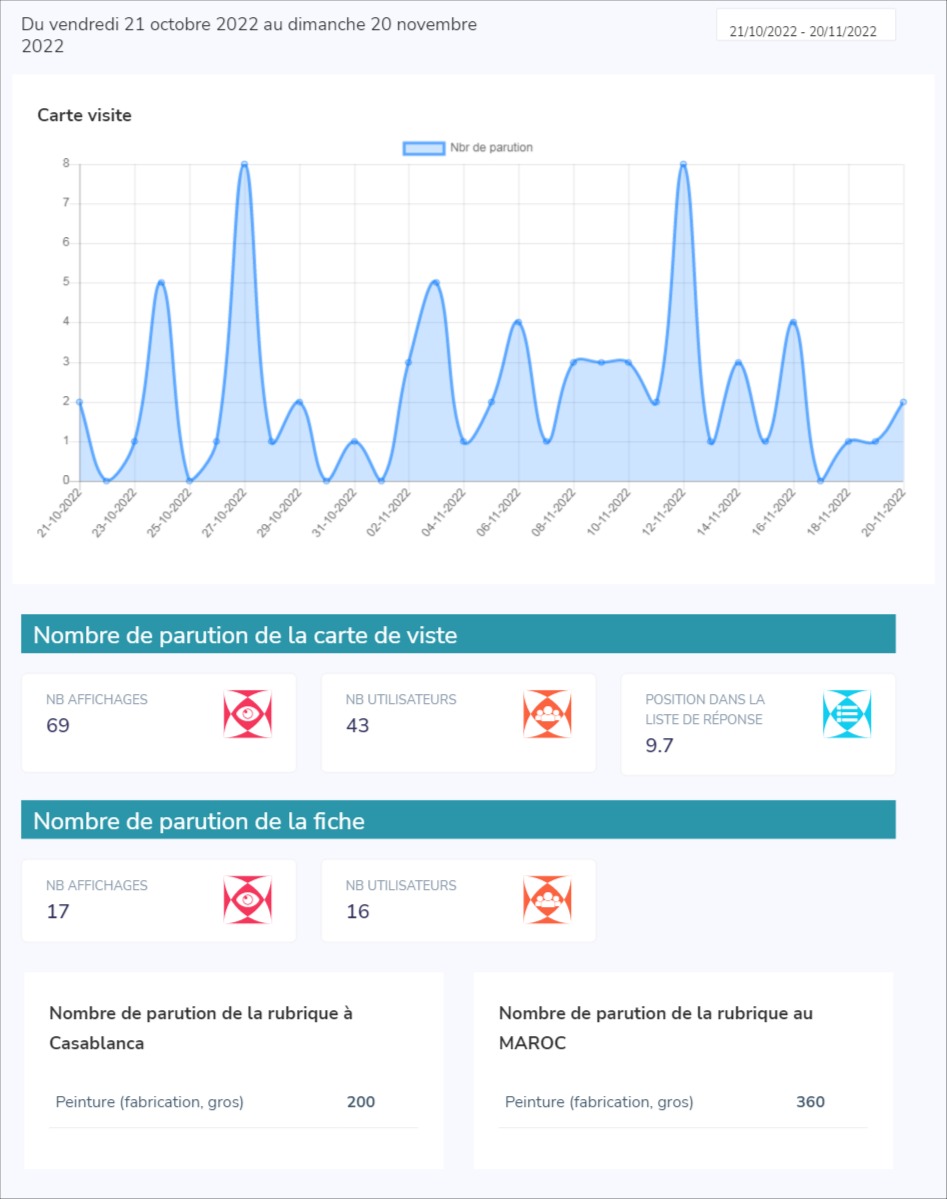 Du vendredi 21 octobre 2022 au dimanche 20 novembre
2022
21/10/2022 - 20/11/2022
Carte visite
Nbr de parution
8
7
6
5
4
3
2
1
0
21-10-2022
23-10-2022
25-10-2022
27-10-2022
29-10-2022
31-10-2022
02-11-2022
04-11-2022
06-11-2022
08-11-2022
10-11-2022
12-11-2022
14-11-2022
16-11-2022
18-11-2022
20-11-2022
Nombre de parution de la carte de viste
NB AFFICHAGES
69
NB UTILISATEURS
43
POSITION DANS LA
LISTE DE RÉPONSE
9.7
Nombre de parution de la fiche
NB AFFICHAGES
17
NB UTILISATEURS
16
Nombre de parution de la rubrique à
Casablanca
Peinture (fabrication, gros) 200
Nombre de parution de la rubrique au
MAROC
Peinture (fabrication, gros) 360